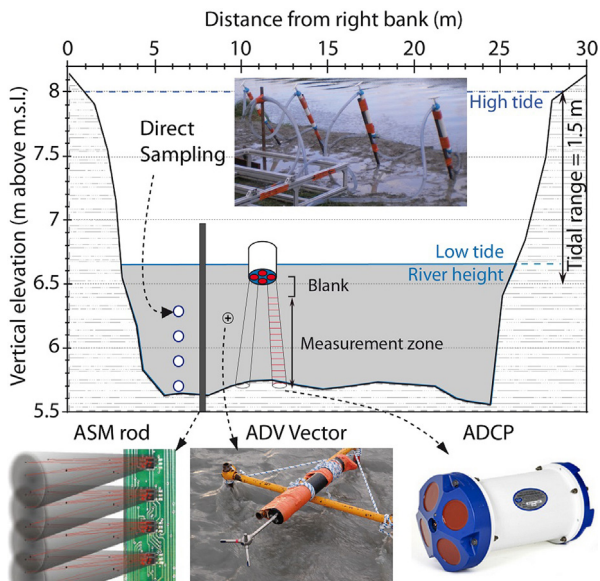 Distance from right bank (m)
0 5 10 15 20 25 30
Vertical elevation (m above m.s.l.)
8
7.5
7
6.5
6
5.5
High tide
Direct
Sampling
Tidal range = 1.5 m
Low tide
River height
Blank
Measurement zone
ASM rod
ADV Vector
ADCP